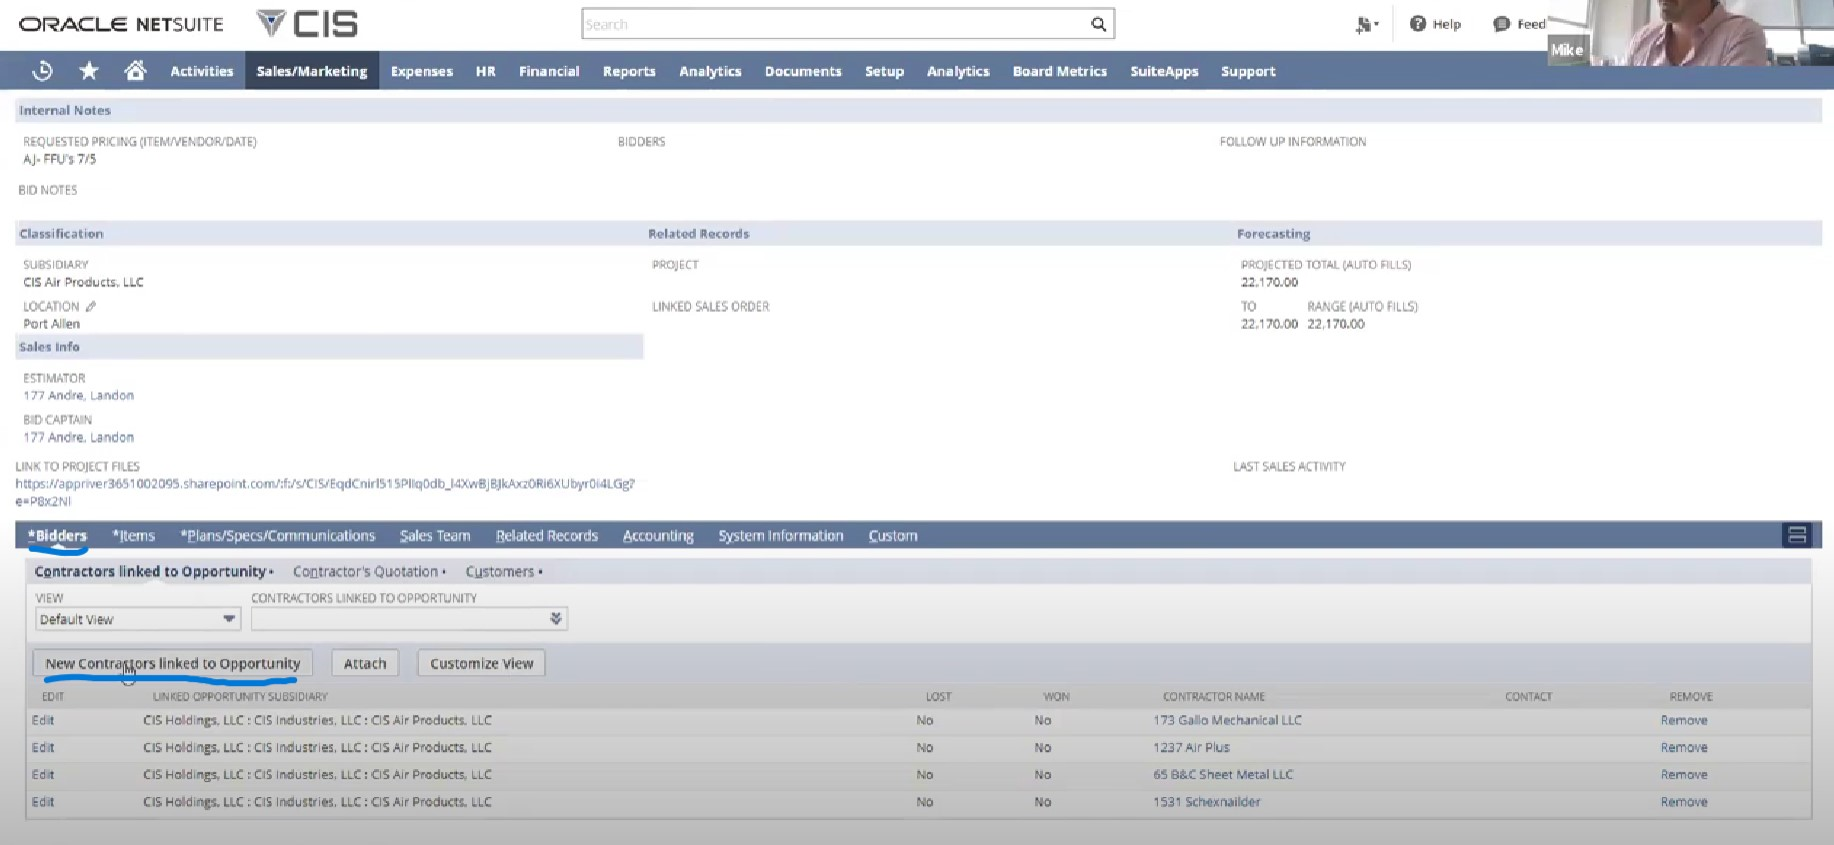 ORACLE NETSUITE CIS Search Help Feed
Mike
Activities Sales/Marketing Expenses HR Financial Reports Analytics Documents Setup Analytics Board Metrics SuiteApps Support
Internal Notes
REQUESTED PRICING (ITEM/VENDOR/DATE) BIDDERS FOLLOW UP INFORMATION
AJ- FFU's 7/5
BID NOTES
Classification Related Records Forecasting
SUBSIDIARY PROJECT PROJECTED TOTAL (AUTO FILLS)
CIS Air Products, LLC 22,170.00
LOCATION LINKED SALES ORDER TO RANGE (AUTO FILLS)
Port Allen 22,170.00 22,170.00
Sales Info
ESTIMATOR
177 Andre, Landon
BID CAPTAIN
177 Andre, Landon
LINK TO PROJECT FILES LAST SALES ACTIVITY
e=P8x2NI
*Bidders *Items *Plans/Specs/Communications Sales Team Related Records Accounting System Information Custom
Contractors linked to Opportunity • Contractor's Quotation • Customers •
VIEW CONTRACTORS LINKED TO OPPORTUNITY
Default View
New Contractors linked to Opportunity Attach Customize View
EDIT LINKED OPPORTUNITY SUBSIDIARY LOST WON CONTRACTOR NAME CONTACT REMOVE
Edit CIS Holdings, LLC : CIS Industries, LLC : CIS Air Products, LLC No No 173 Gallo Mechanical LLC Remove
Edit CIS Holdings, LLC : CIS Industries, LLC : CIS Air Products, LLC No No 1237 Air Plus Remove
Edit CIS Holdings, LLC : CIS Industries, LLC : CIS Air Products, LLC No No 65 B&C Sheet Metal LLC Remove
Edit CIS Holdings, LLC : CIS Industries, LLC : CIS Air Products, LLC No No 1531 Schexnailder Remove